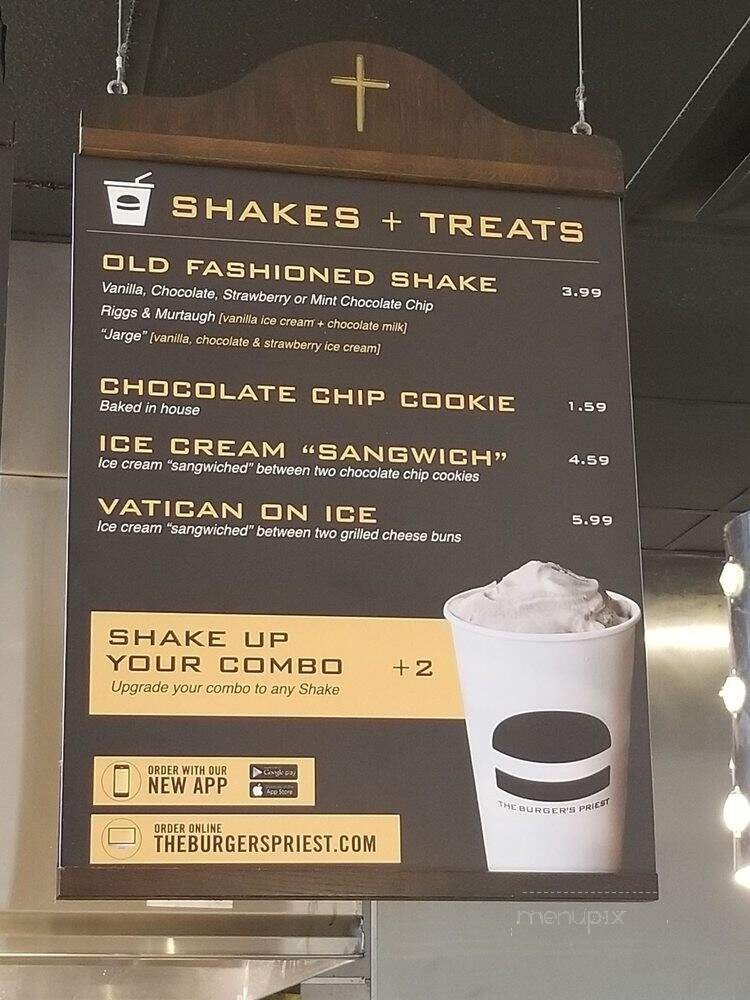 SHAKES + TREATS
OLD FASHIONED SHAKE 3.99
Vanilla, Chocolate, Strawberry or Mint Chocolate Chip
Riggs & Murtaugh [vanilla ice cream + chocolate milk]
"Jarge" [vanilla, chocolate & strawberry ice cream]
CHOCOLATE CHIP COOKIE 1.59
Baked in house
ICE CREAM "SANGWICH" 4.59
Ice cream "sangwiched" between two chocolate chip cookies
VATICAN ON ICE 5.99
Ice cream "sangwiched" between two grilled cheese buns
SHAKE UP
YOUR COMBO +2
Upgrade your combo to any Shake
THE BURGER'S PRIEST
ORDER WITH OUR
NEW APP
Google play
App Store
ORDER ONLINE
THEBURGERSPRIEST.COM
menupix